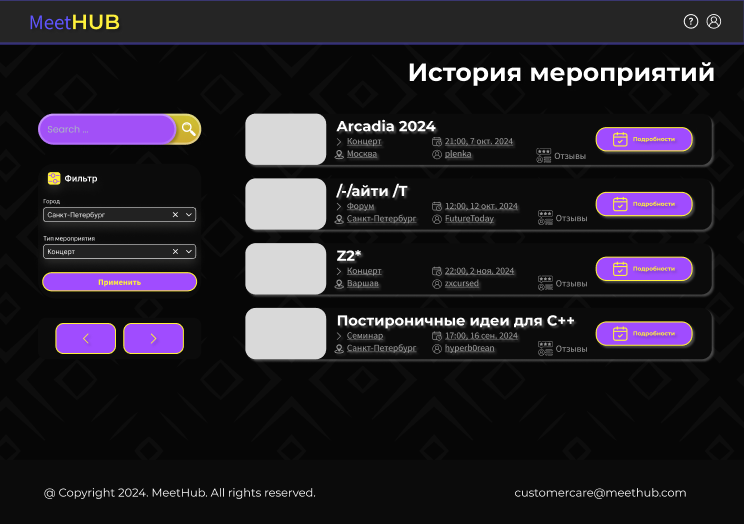 MeetHUB
?
История мероприятий
Search ...
Фильтр
Город
Санкт-Петербург
Тип мероприятия
Концерт
Применить
Arcadia 2024
Концерт
21:00, 7 окт. 2024
Москва
plenka
Отзывы
Подробности
/-/айти /Т
Форум
12:00, 12 окт. 2024
Санкт-Петербург
FutureToday
Отзывы
Подробности
Z2*
Концерт
22:00, 2 ноя. 2024
Варшав
zxcursed
Отзывы
Подробности
Постироничные идеи для C++
Семинар
17:00, 16 сен. 2024
Санкт-Петербург
hyperb0rean
Отзывы
Подробности
@ Copyright 2024. MeetHub. All rights reserved.
customercare@meethub.com